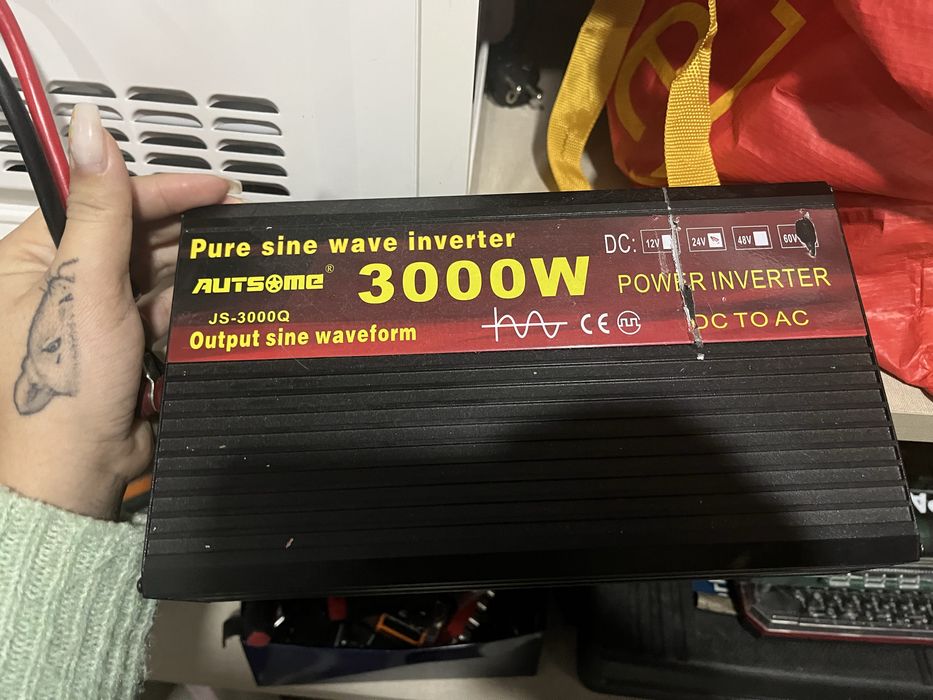 Pure sine wave inverter
AUTSOME®
3000W
JS-3000Q
Output sine waveform
CE
DC: 12V 24V 48V 60V
POWER INVERTER
DC TO AC